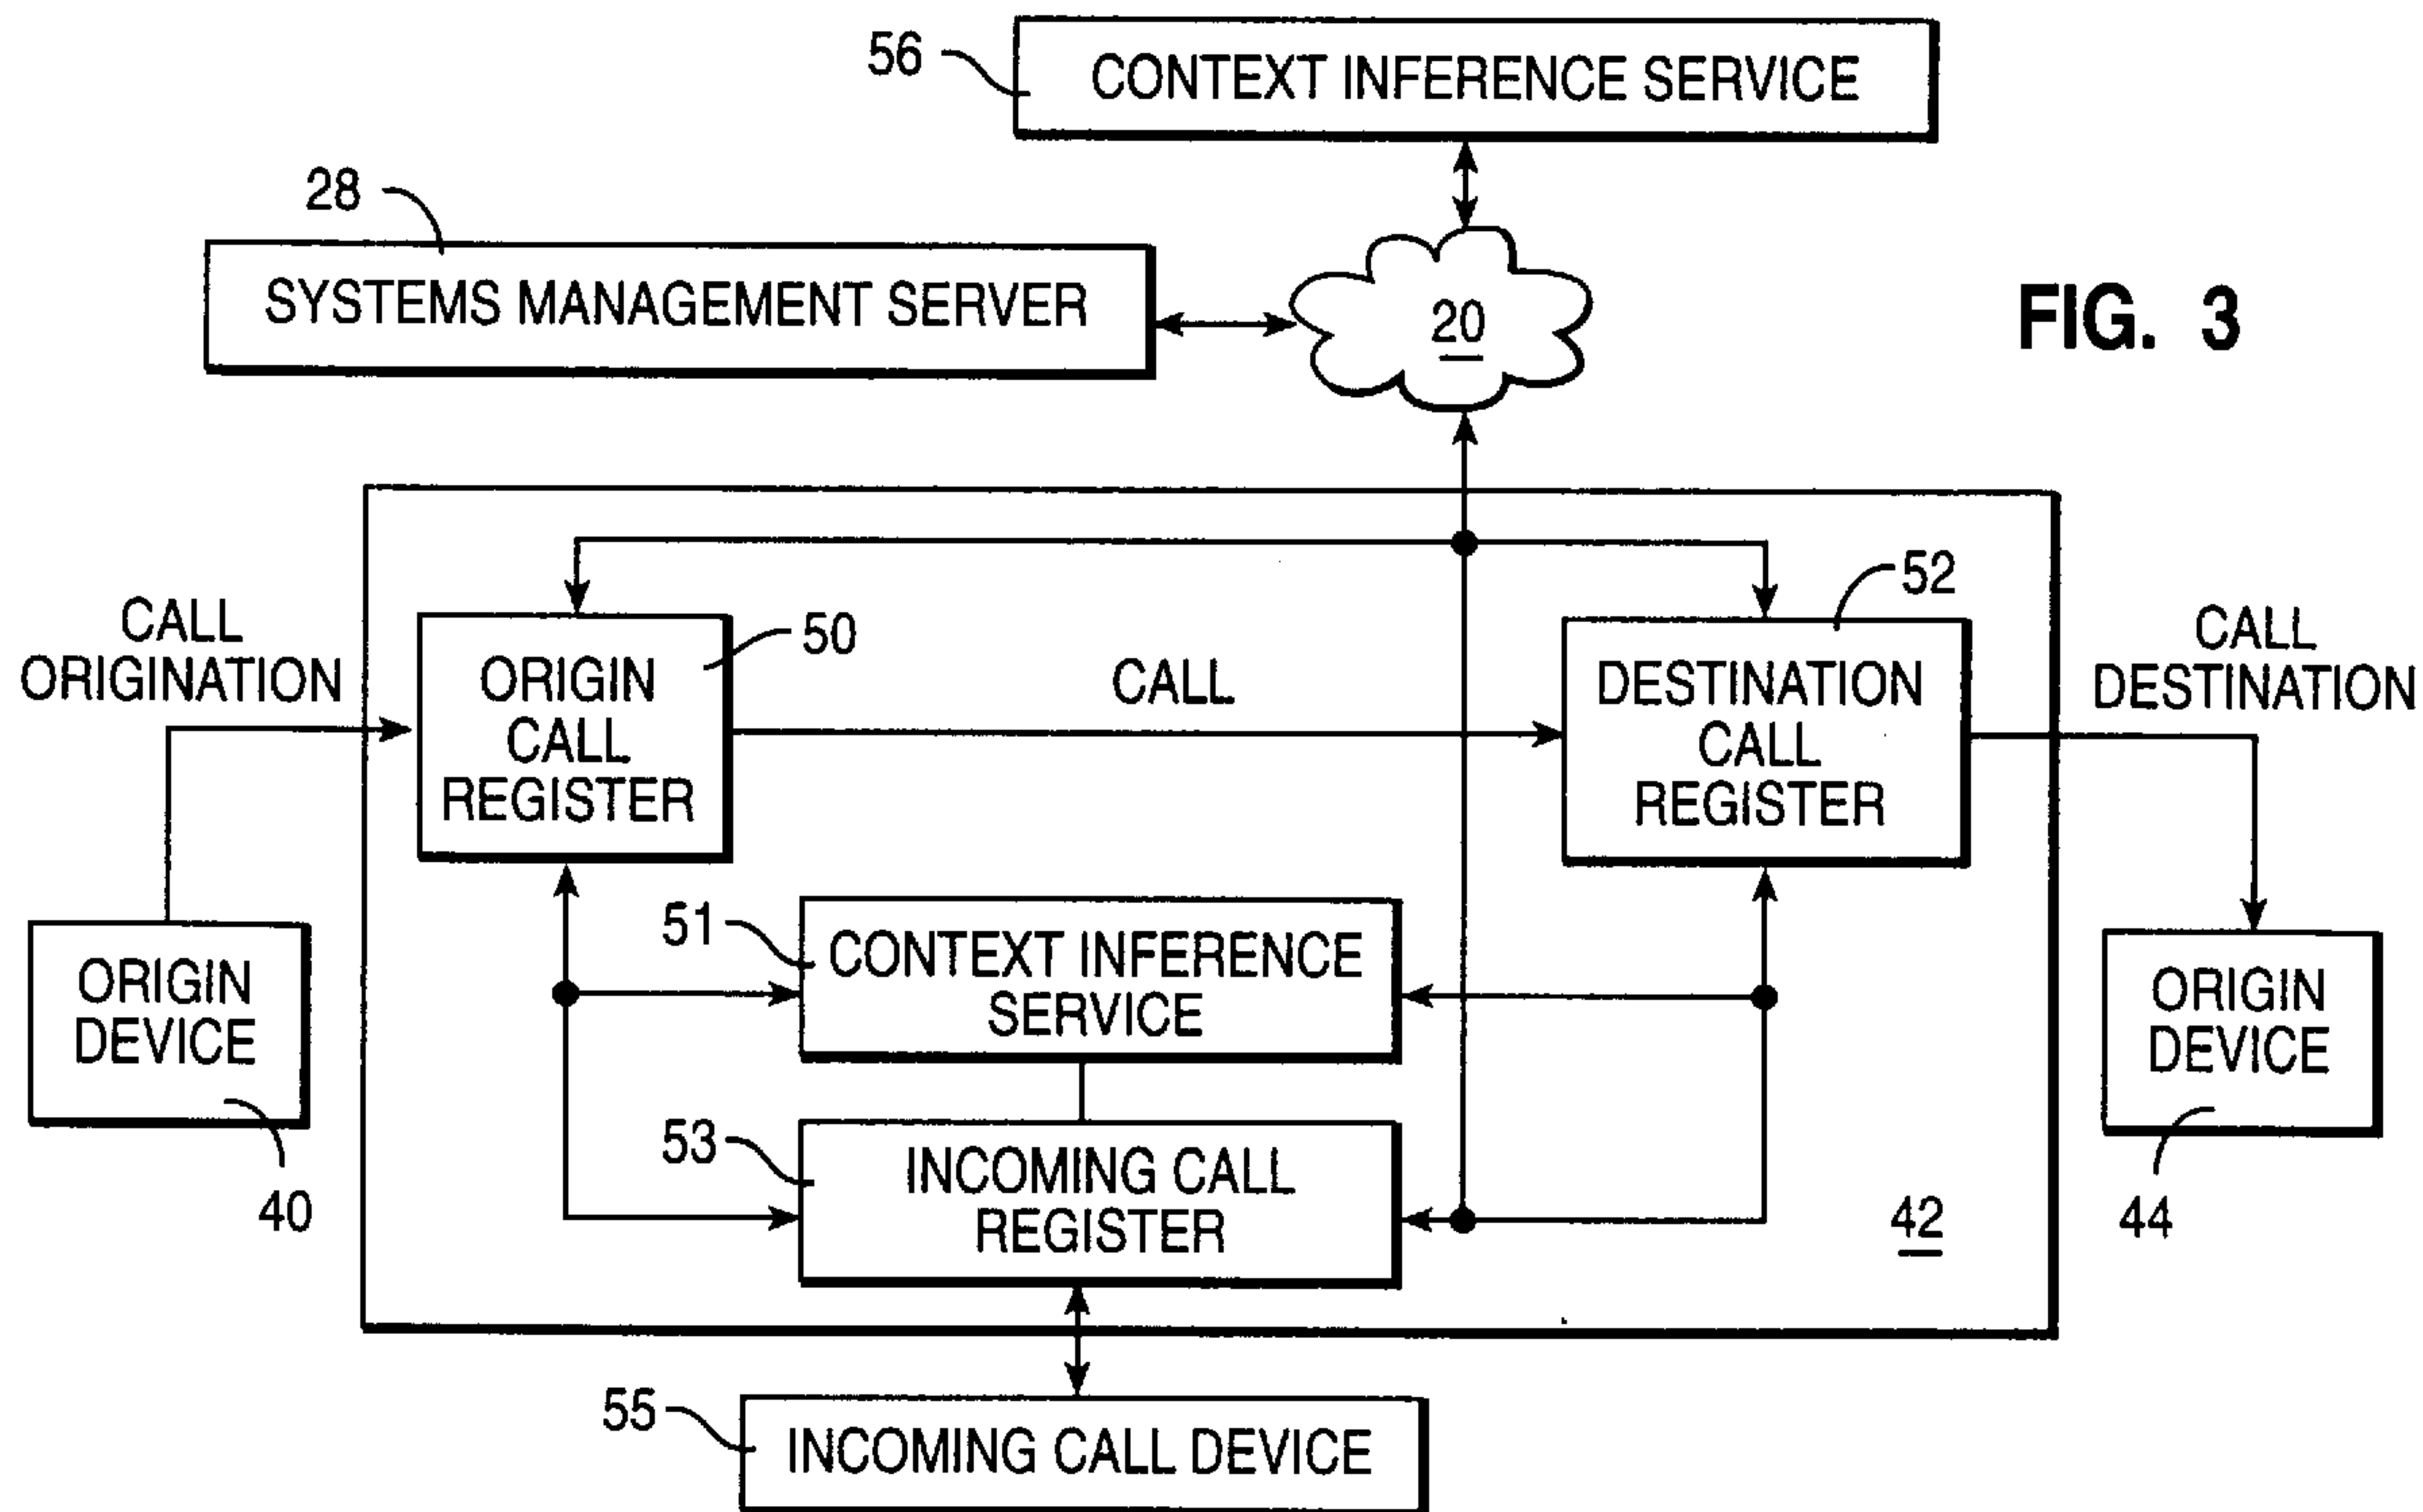 56
CONTEXT INFERENCE SERVICE
28
SYSTEMS MANAGEMENT SERVER
20
FIG. 3
CALL
ORIGINATION
50
ORIGIN
CALL
REGISTER
CALL
52
DESTINATION
CALL
REGISTER
CALL
DESTINATION
ORIGIN
DEVICE
40
51
CONTEXT INFERENCE
SERVICE
53
INCOMING CALL
REGISTER
42
ORIGIN
DEVICE
44
55
INCOMING CALL DEVICE